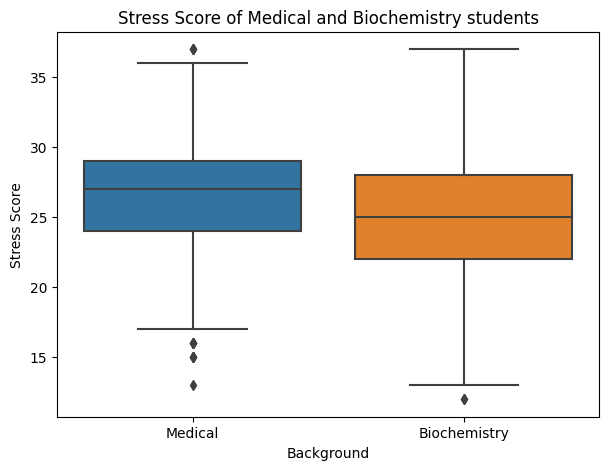 Stress Score of Medical and Biochemistry students
Stress Score
35
30
25
20
15
Medical Biochemistry
Background